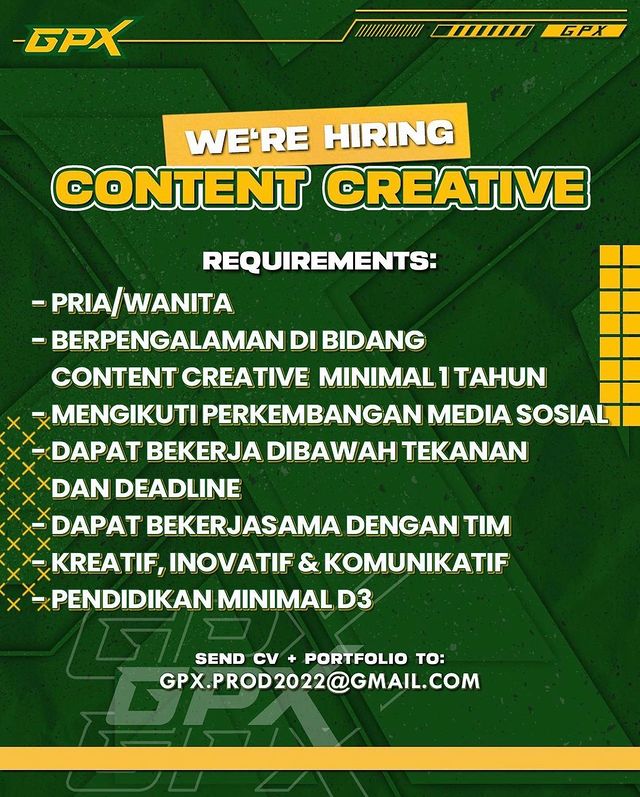 GPX
GPX
WE'RE HIRING
CONTENT CREATIVE
REQUIREMENTS:
- PRIA/WANITA
- BERPENGALAMAN DI BIDANG
CONTENT CREATIVE MINIMAL 1 TAHUN
- MENGIKUTI PERKEMBANGAN MEDIA SOSIAL
- DAPAT BEKERJA DIBAWAH TEKANAN
DAN DEADLINE
- DAPAT BEKERJASAMA DENGAN TIM
- KREATIF, INOVATIF & KOMUNIKATIF
- PENDIDIKAN MINIMAL D3
GPX
SEND CV + PORTFOLIO TO:
GPX.PROD2022@GMAIL.COM
GPX
GPX